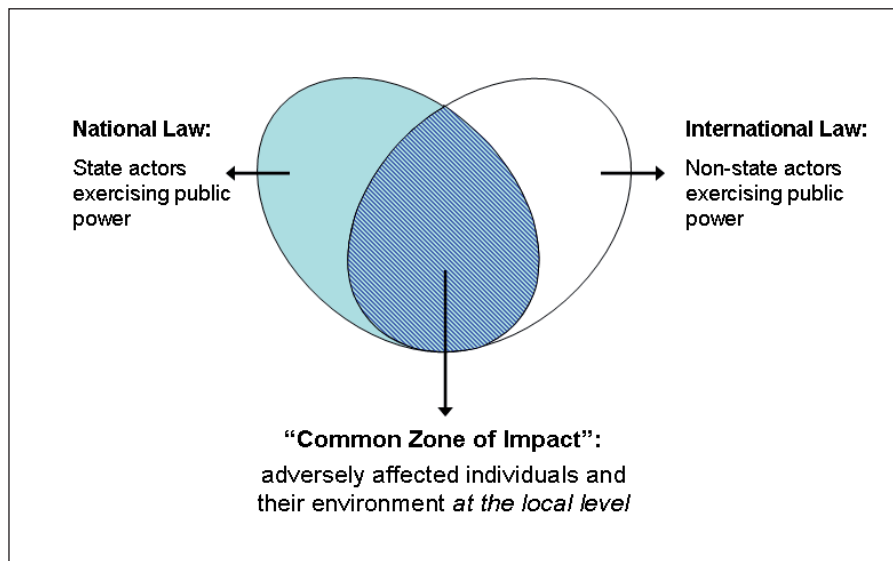 National Law:
State actors
exercising public
power
International Law:
Non-state actors
exercising public
power
“Common Zone of Impact”:
adversely affected individuals and
their environment at the local level